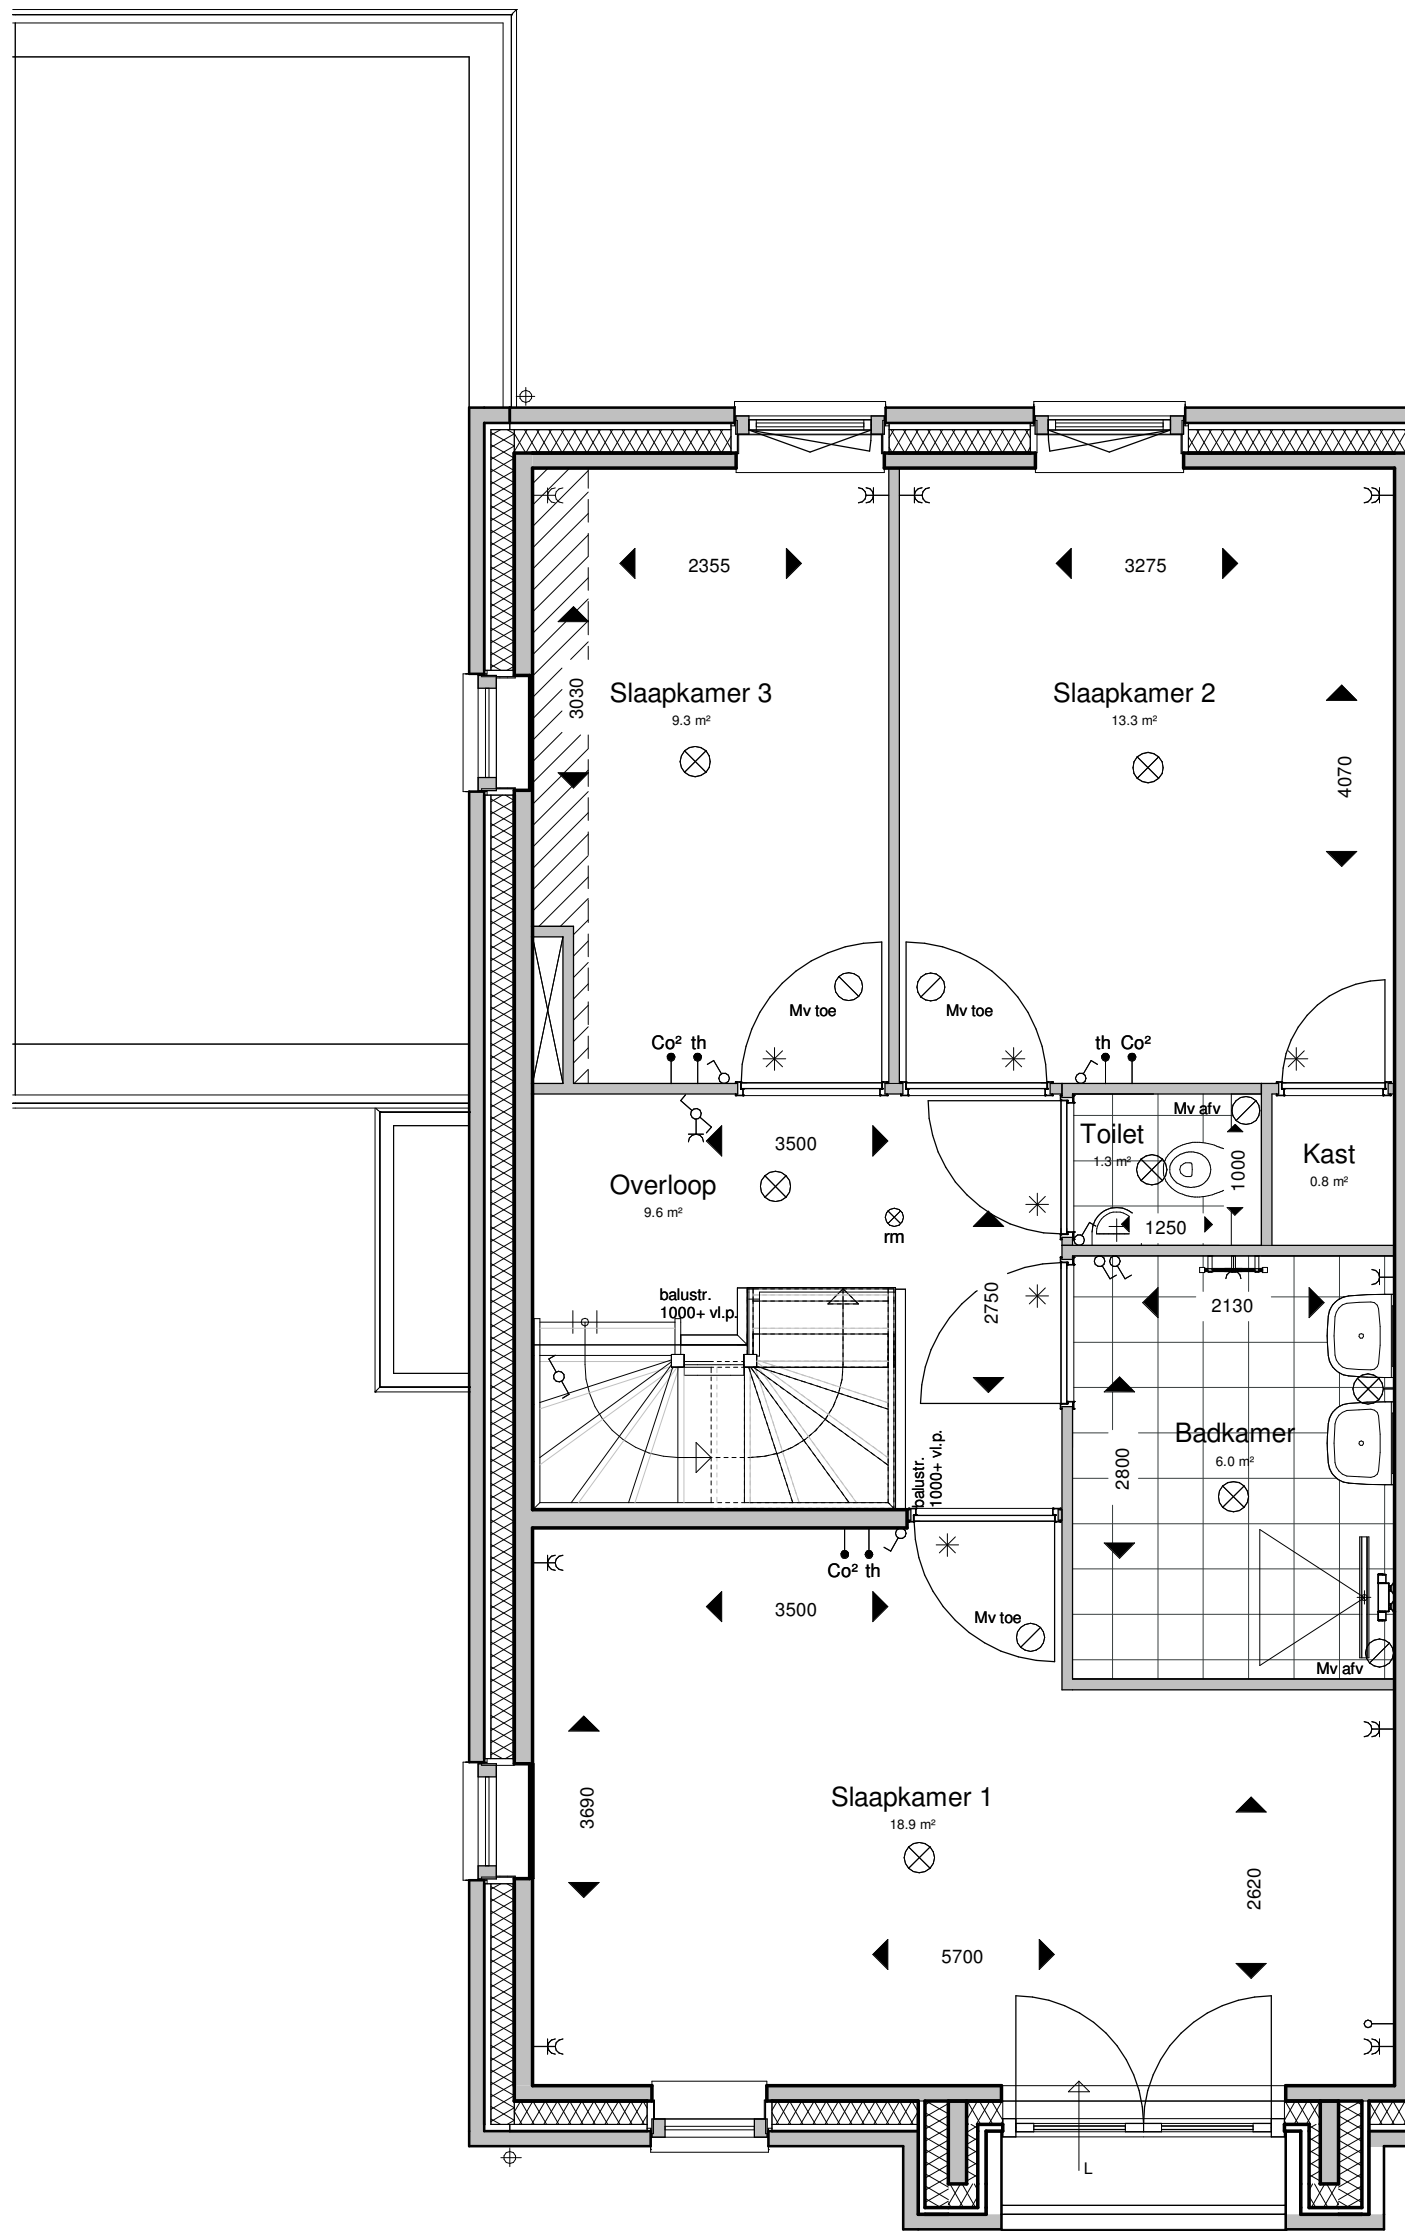 2355
3275
3030
Slaapkamer 3
9.3 m²
Slaapkamer 2
13.3 m²
4070
Mv toe
Mv toe
Co² th
th Co²
Mv afv
Toilet
1.3 m²
1000
1250
Kast
0.8 m²
3500
Overloop
9.6 m²
rm
2750
balustr.
1000+ vl.p.
2130
balustr.
1000+ vl.p.
2800
Badkamer
6.0 m²
Co² th
3500
Mv toe
Mv afv
3690
Slaapkamer 1
18.9 m²
2620
5700
L